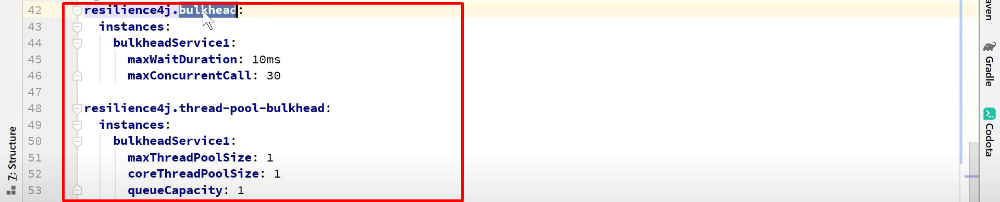 42 resilience4j.bulkhead:
43 instances:
44 bulkheadService1:
45 maxWaitDuration: 10ms
46 maxConcurrentCall: 30
47
48 resilience4j.thread-pool-bulkhead:
49 instances:
50 bulkheadService1:
51 maxThreadPoolSize: 1
52 coreThreadPoolSize: 1
53 queueCapacity: 1
7: Structure
aven
Gradle
Codota